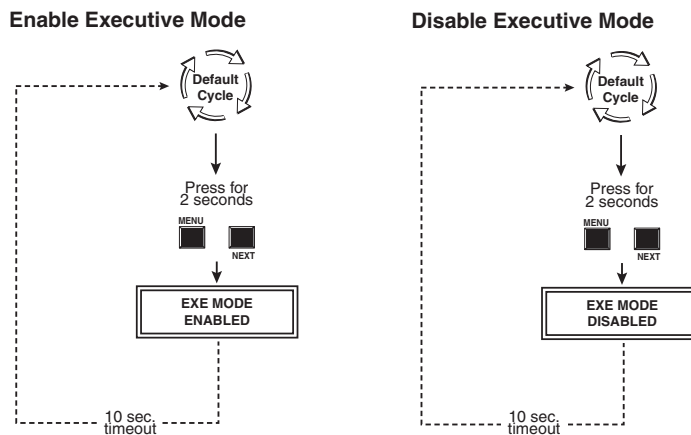 Enable Executive Mode
Default
Cycle
Press for
2 seconds
MENU
NEXT
EXE MODE
ENABLED
10 sec.
timeout
Disable Executive Mode
Default
Cycle
Press for
2 seconds
MENU
NEXT
EXE MODE
DISABLED
10 sec.
timeout